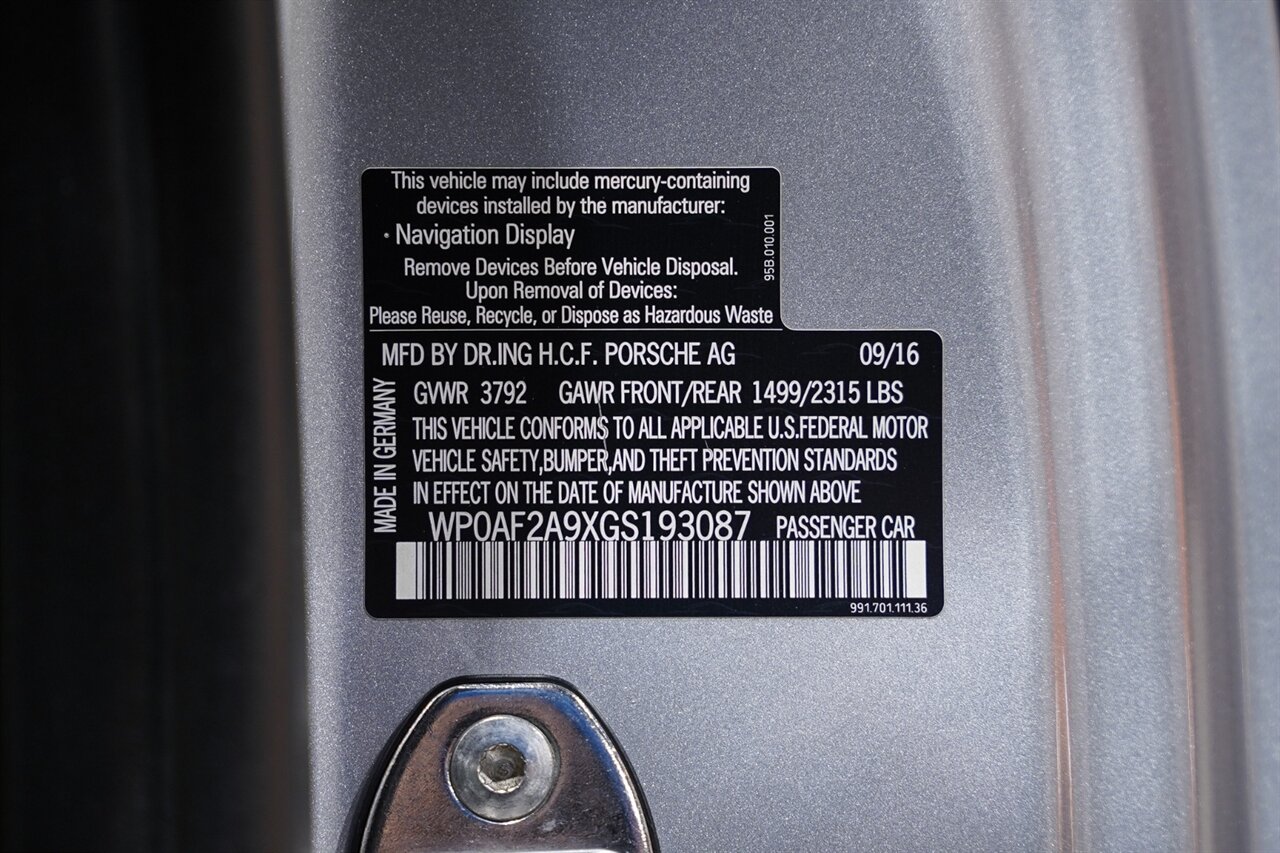 This vehicle may include mercury-containing
devices installed by the manufacturer:
• Navigation Display
Remove Devices Before Vehicle Disposal.
Upon Removal of Devices:
Please Reuse, Recycle, or Dispose as Hazardous Waste
95B.010.001
MFD BY DR.ING H.C.F. PORSCHE AG 09/16
MADE IN GERMANY
GVWR 3792 GAWR FRONT/REAR 1499/2315 LBS
THIS VEHICLE CONFORMS TO ALL APPLICABLE U.S.FEDERAL MOTOR
VEHICLE SAFETY,BUMPER,AND THEFT PREVENTION STANDARDS
IN EFFECT ON THE DATE OF MANUFACTURE SHOWN ABOVE
WP0AF2A9XGS193087 PASSENGER CAR
991.701.111.36